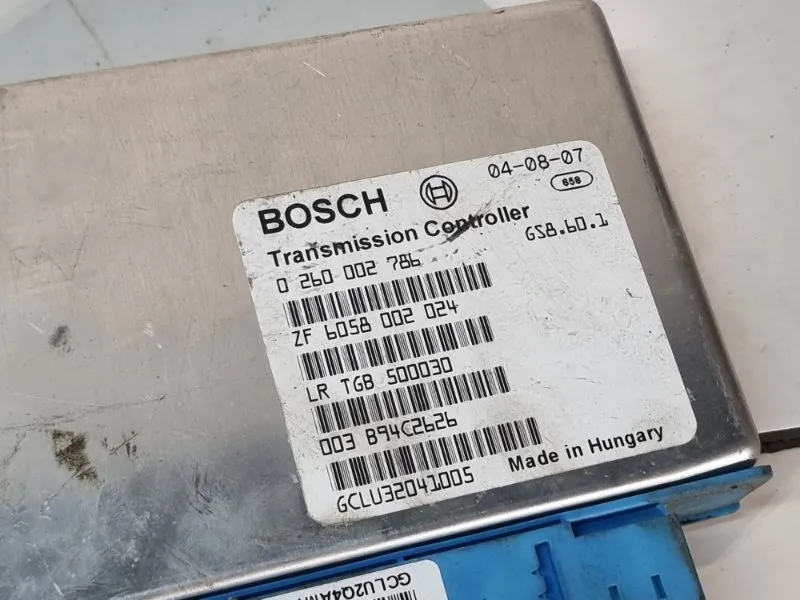 BOSCH
04-08-07
658
Transmission Controller
GS8.60.1
0 260 002 786
ZF 6058 002 024
LR TGB 500030
003 B94C2626
GCLU32041005
Made in Hungary